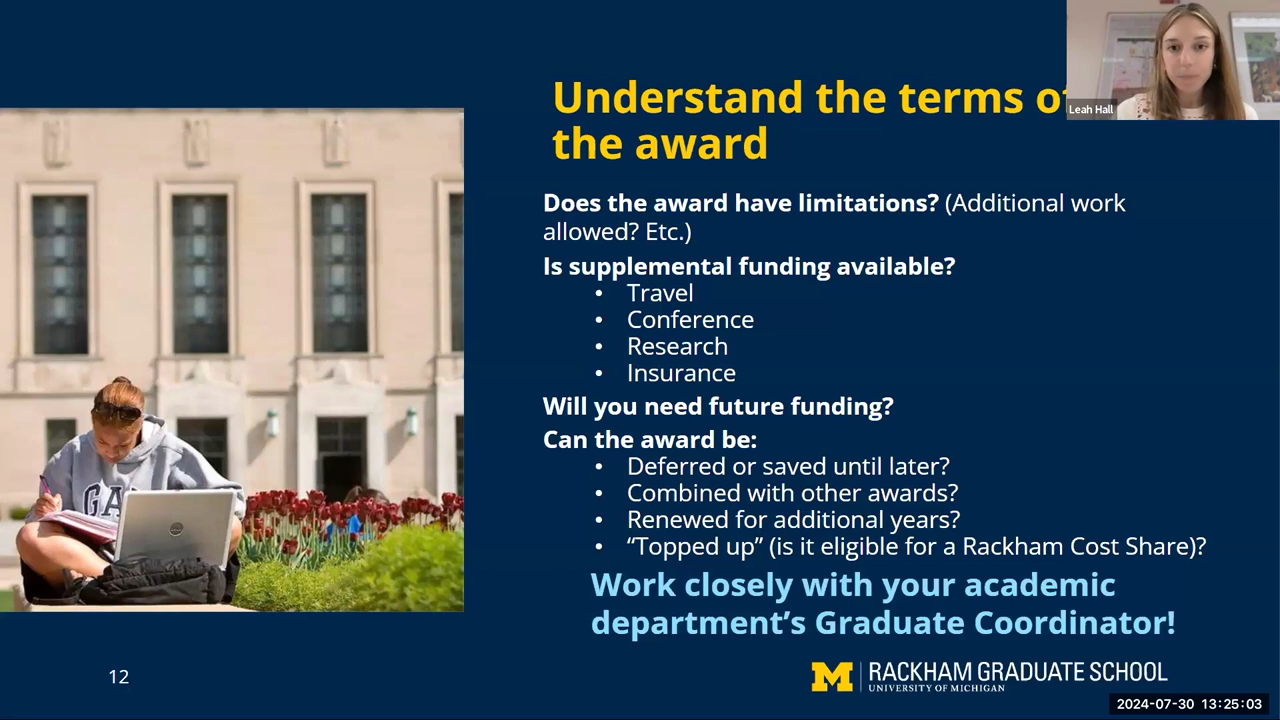 Understand the terms of
the award
Leah Hall
Does the award have limitations? (Additional work
allowed? Etc.)
Is supplemental funding available?
• Travel
• Conference
• Research
• Insurance
Will you need future funding?
Can the award be:
• Deferred or saved until later?
• Combined with other awards?
• Renewed for additional years?
• “Topped up” (is it eligible for a Rackham Cost Share)?
Work closely with your academic
department’s Graduate Coordinator!
GA
12
M RACKHAM GRADUATE SCHOOL
UNIVERSITY OF MICHIGAN
2024-07-30 13:25:03